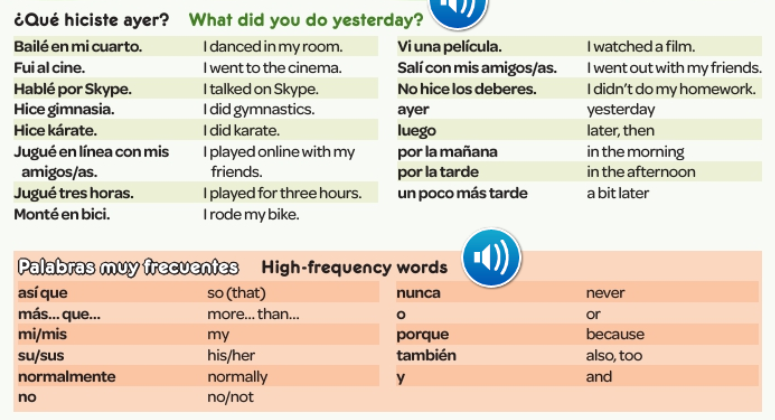 ¿Qué hiciste ayer? What did you do yesterday?
Bailé en mi cuarto. I danced in my room.
Fui al cine. I went to the cinema.
Hablé por Skype. I talked on Skype.
Hice gimnasia. I did gymnastics.
Hice kárate. I did karate.
Jugué en línea con mis I played online with my
amigos/as. friends.
Jugué tres horas. I played for three hours.
Monté en bici. I rode my bike.
Vi una película. I watched a film.
Salí con mis amigos/as. I went out with my friends.
No hice los deberes. I didn't do my homework.
ayer yesterday
luego later, then
por la mañana in the morning
por la tarde in the afternoon
un poco más tarde a bit later
Palabras muy frecuentes High-frequency words
así que so (that)
más... que... more... than...
mi/mis my
su/sus his/her
normalmente normally
no no/not
nunca never
o or
porque because
también also, too
y and